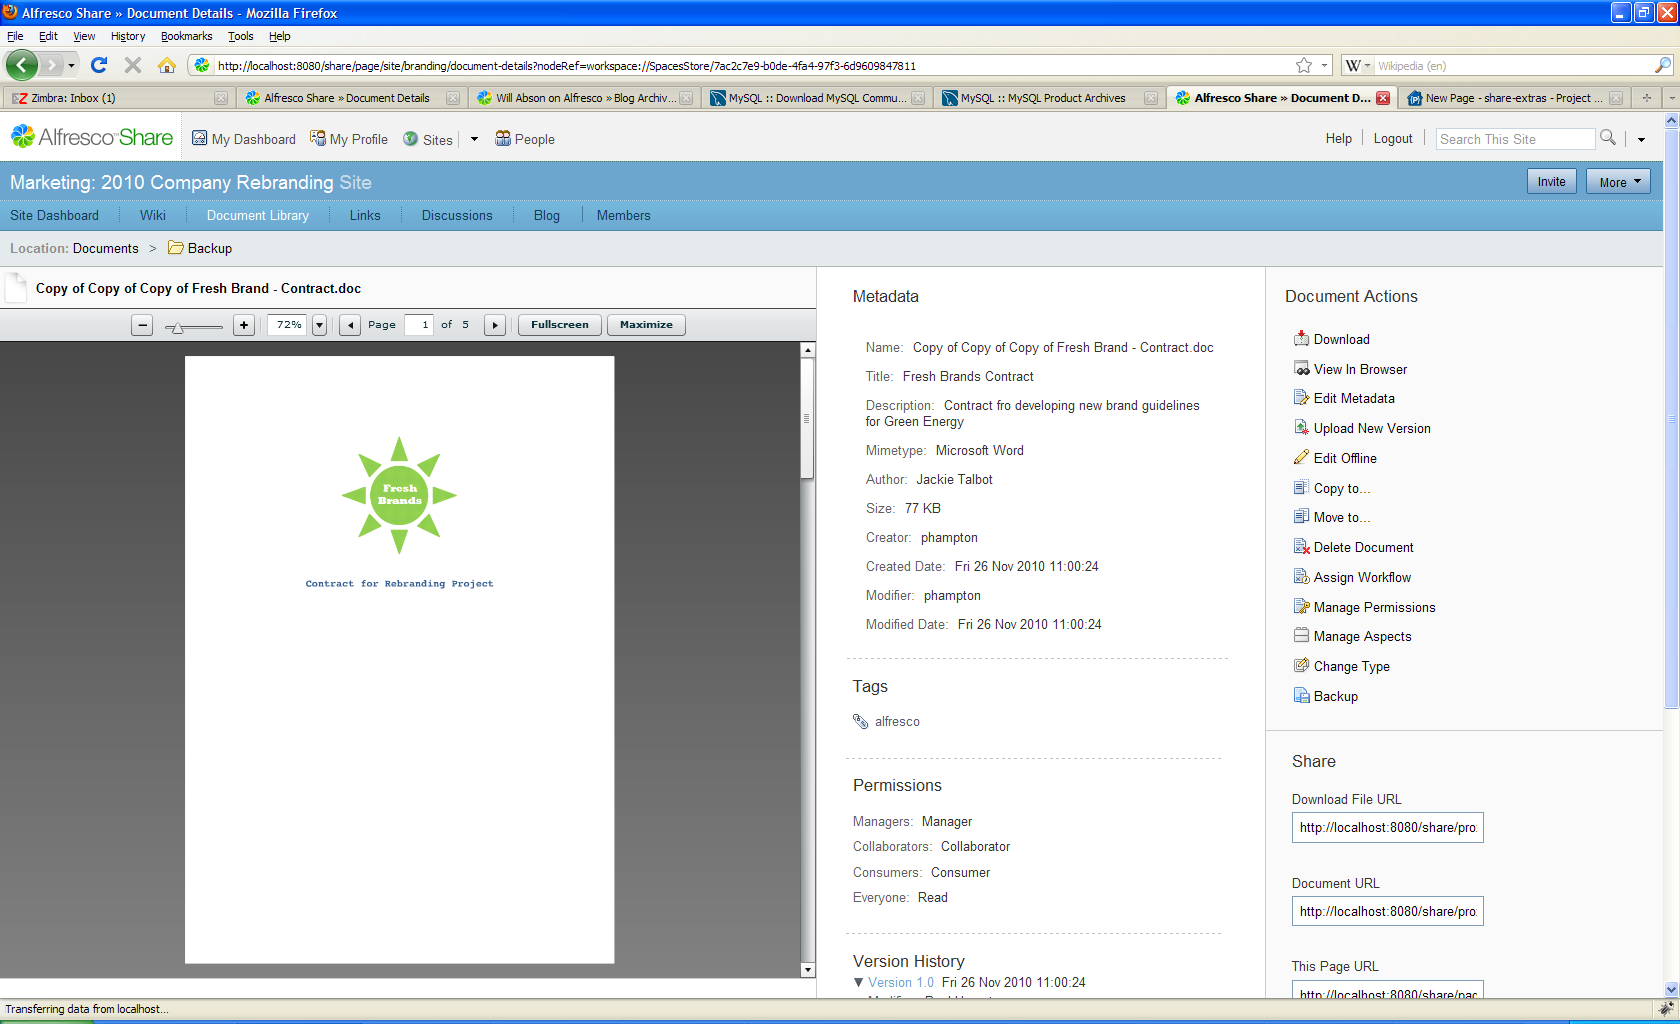 Alfresco Share » Document Details - Mozilla Firefox
File Edit View History Bookmarks Tools Help
http://localhost:8080/share/page/site/branding/document-details?nodeRef=workspace://SpacesStore/7ac2c7e9-b0de-4fa4-97f3-6d9609847811
W Wikipedia (en)
Zimbra: Inbox (1)
Alfresco Share » Document Details
Will Abson on Alfresco » Blog Archiv...
MySQL :: Download MySQL Commu...
MySQL :: MySQL Product Archives
Alfresco Share » Document D...
New Page - share-extras - Project ...
Alfresco Share My Dashboard My Profile Sites People Help Logout Search This Site
Marketing: 2010 Company Rebranding Site Invite More
Site Dashboard Wiki Document Library Links Discussions Blog Members
Location: Documents > Backup
Copy of Copy of Copy of Fresh Brand - Contract.doc
72% Page 1 of 5 Fullscreen Maximize
Fresh
Brands
Contract for Rebranding Project
Metadata
Name: Copy of Copy of Copy of Fresh Brand - Contract.doc
Title: Fresh Brands Contract
Description: Contract fro developing new brand guidelines
for Green Energy
Mimetype: Microsoft Word
Author: Jackie Talbot
Size: 77 KB
Creator: phampton
Created Date: Fri 26 Nov 2010 11:00:24
Modifier: phampton
Modified Date: Fri 26 Nov 2010 11:00:24
Tags
alfresco
Permissions
Managers: Manager
Collaborators: Collaborator
Consumers: Consumer
Everyone: Read
Version History
Version 1.0 Fri 26 Nov 2010 11:00:24
Document Actions
Download
View In Browser
Edit Metadata
Upload New Version
Edit Offline
Copy to...
Move to...
Delete Document
Assign Workflow
Manage Permissions
Manage Aspects
Change Type
Backup
Share
Download File URL
http://localhost:8080/share/pro
Document URL
http://localhost:8080/share/pro
This Page URL
http://localhost:8080/share/pag
Transferring data from localhost...